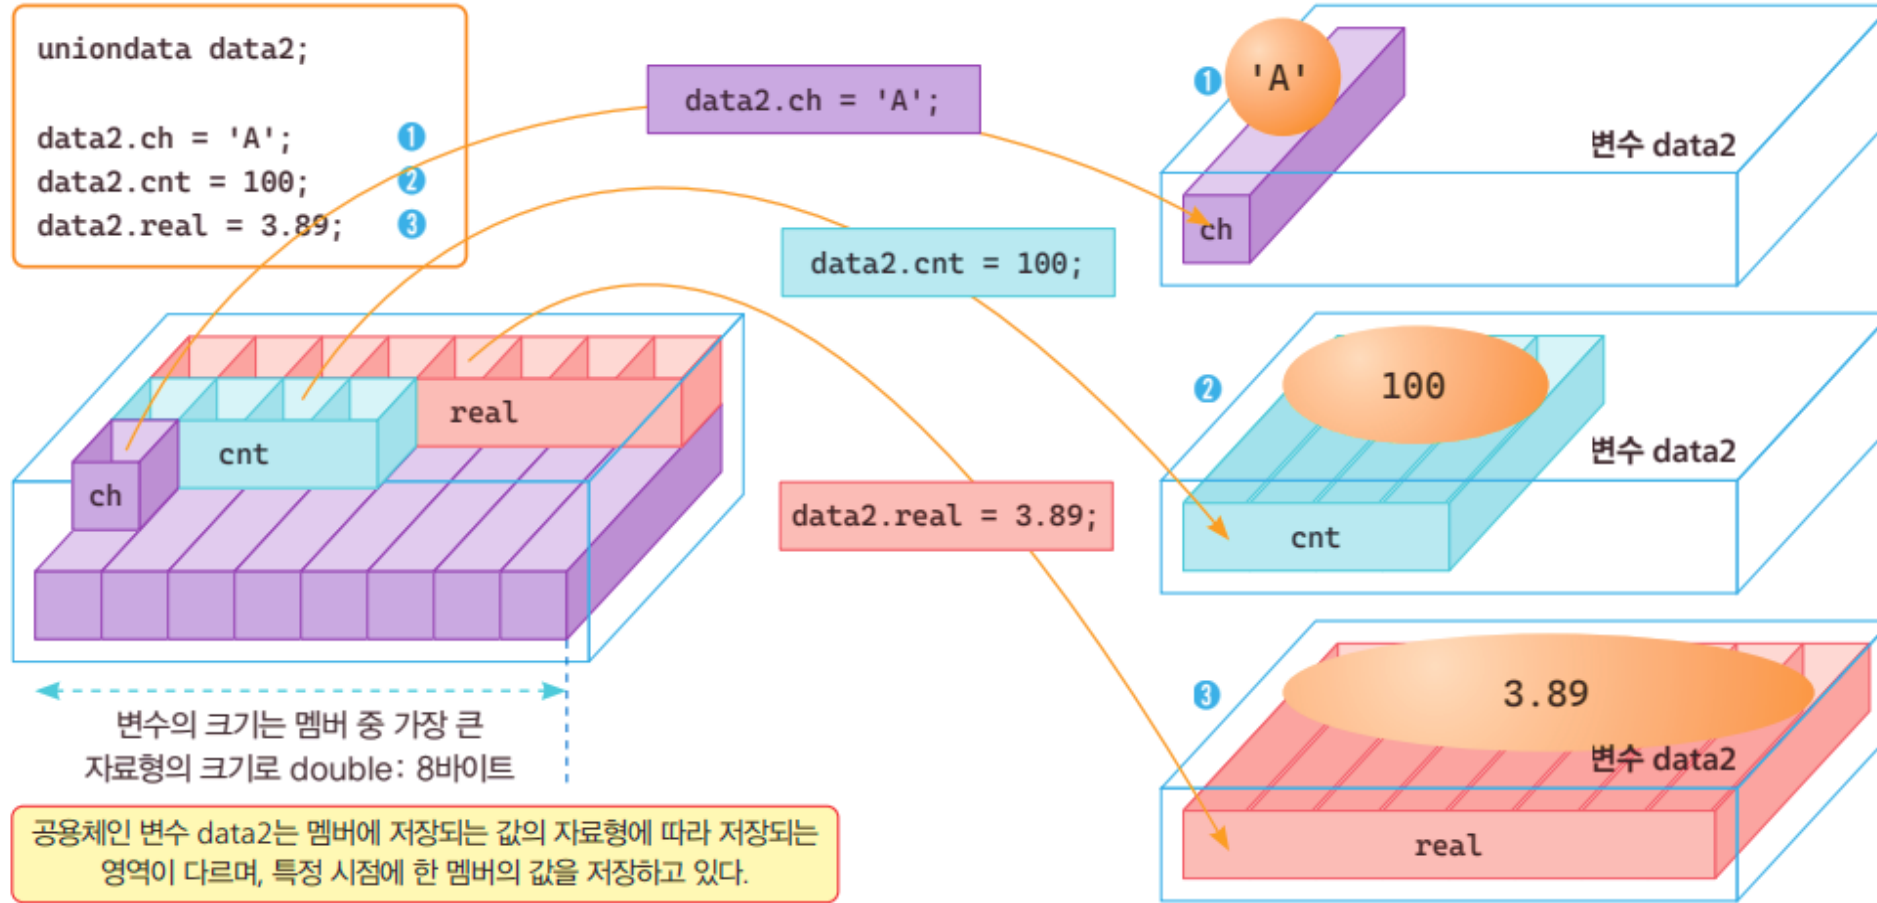 uniondata data2;
data2.ch = 'A'; ①
data2.cnt = 100; ②
data2.real = 3.89; ③
data2.ch = 'A';
① 'A'
변수 data2
ch
data2.cnt = 100;
② 100
변수 data2
cnt
real
cnt
ch
data2.real = 3.89;
③ 3.89
변수 data2
real
변수의 크기는 멤버 중 가장 큰
자료형의 크기로 double: 8바이트
공용체인 변수 data2는 멤버에 저장되는 값의 자료형에 따라 저장되는
영역이 다르며, 특정 시점에 한 멤버의 값을 저장하고 있다.